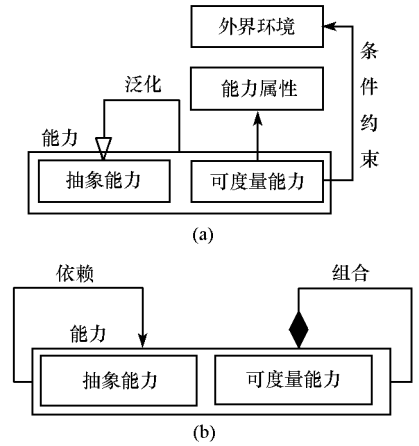 外界环境
条件约束
泛化
能力属性
能力
抽象能力
可度量能力
(a)
依赖
组合
能力
抽象能力
可度量能力
(b)